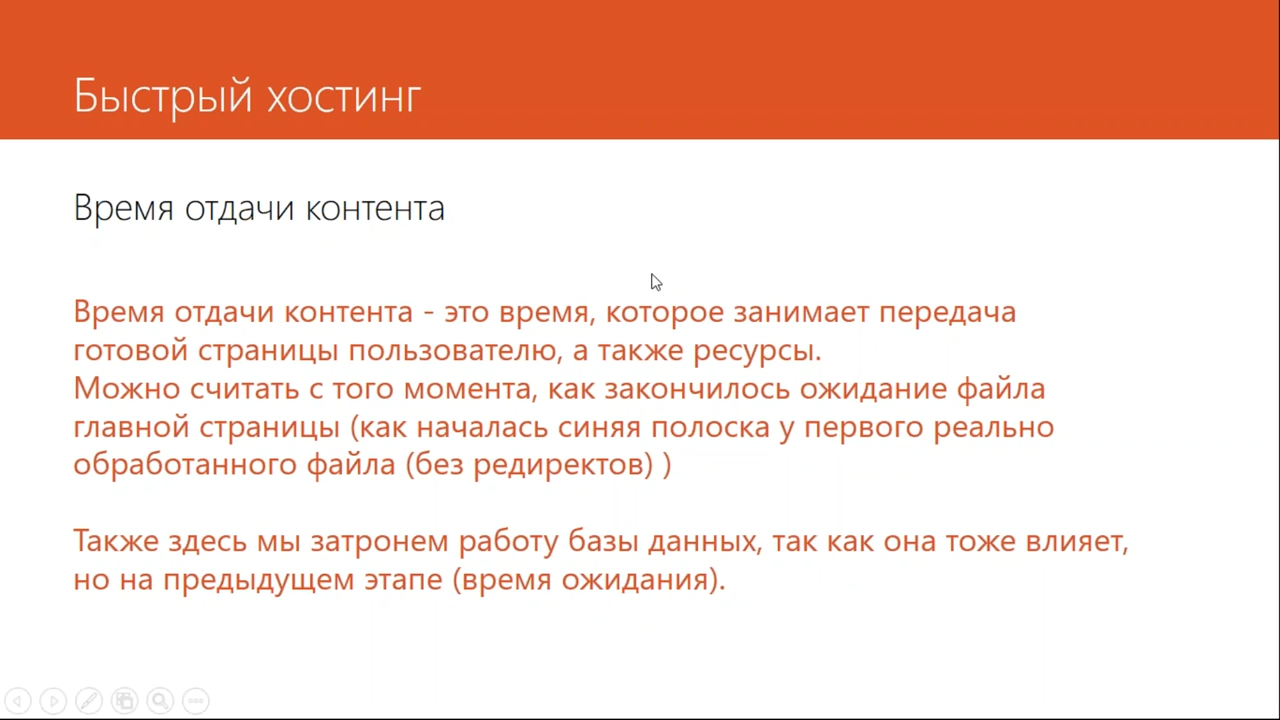 Быстрый хостинг
Время отдачи контента
Время отдачи контента - это время, которое занимает передача
готовой страницы пользователю, а также ресурсы.
Можно считать с того момента, как закончилось ожидание файла
главной страницы (как началась синяя полоска у первого реально
обработанного файла (без редиректов) )
Также здесь мы затронем работу базы данных, так как она тоже влияет,
но на предыдущем этапе (время ожидания).